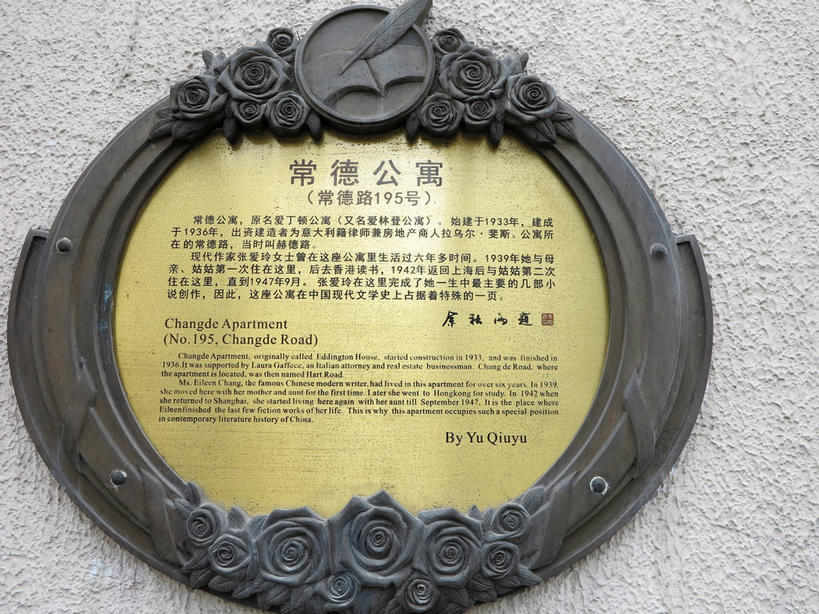 常德公寓
（常德路195号）
常德公寓，原名爱丁顿公寓（又名爱林登公寓）。始建于1933年，建成
于1936年，出资建造者为意大利籍律师兼房地产商人拉乌尔·斐斯。公寓所
在的常德路，当时叫赫德路。
现代作家张爱玲女士曾在这座公寓里生活过六年多时间。1939年她与母
亲、姑姑第一次住在这里，后去香港读书，1942年返回上海后与姑姑第二次
住在这里，直到1947年9月。张爱玲在这里完成了她一生中最主要的几部小
说创作，因此，这座公寓在中国现代文学史上占据着特殊的一页。
余秋雨 题
Changde Apartment
(No.195, Changde Road)
Changde Apartment, originally called Eddington House, started construction in 1933, and was finished in
1936.It was supported by Laura Gaffece, an Italian attorney and real estate businessman. Chang de Road, where
the apartment is located, was then named Hart Road.
Ms. Eileen Chang, the famous Chinese modern writer, had lived in this apartment for over six years. In 1939,
she moved here with her mother and aunt for the first time. Later she went to Hongkong for study. In 1942 when
she returned to Shanghai, she started living here again with her aunt till September 1947. It is the place where
Eileenfinished the last few fiction works of her life. This is why this apartment occupies such a special position
in contemporary literature history of China.
By Yu Qiuyu